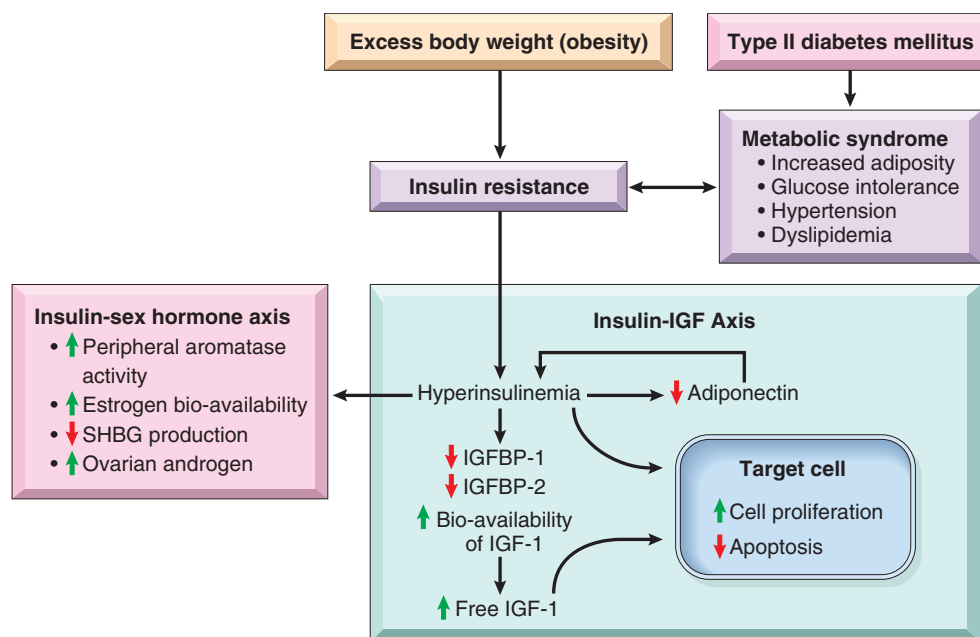 Excess body weight (obesity)
Type II diabetes mellitus
Metabolic syndrome
• Increased adiposity
• Glucose intolerance
• Hypertension
• Dyslipidemia
Insulin resistance
Insulin-sex hormone axis
• Peripheral aromatase
activity
• Estrogen bio-availability
• SHBG production
• Ovarian androgen
Insulin-IGF Axis
Hyperinsulinemia
Adiponectin
IGFBP-1
IGFBP-2
Bio-availability
of IGF-1
Free IGF-1
Target cell
Cell proliferation
Apoptosis